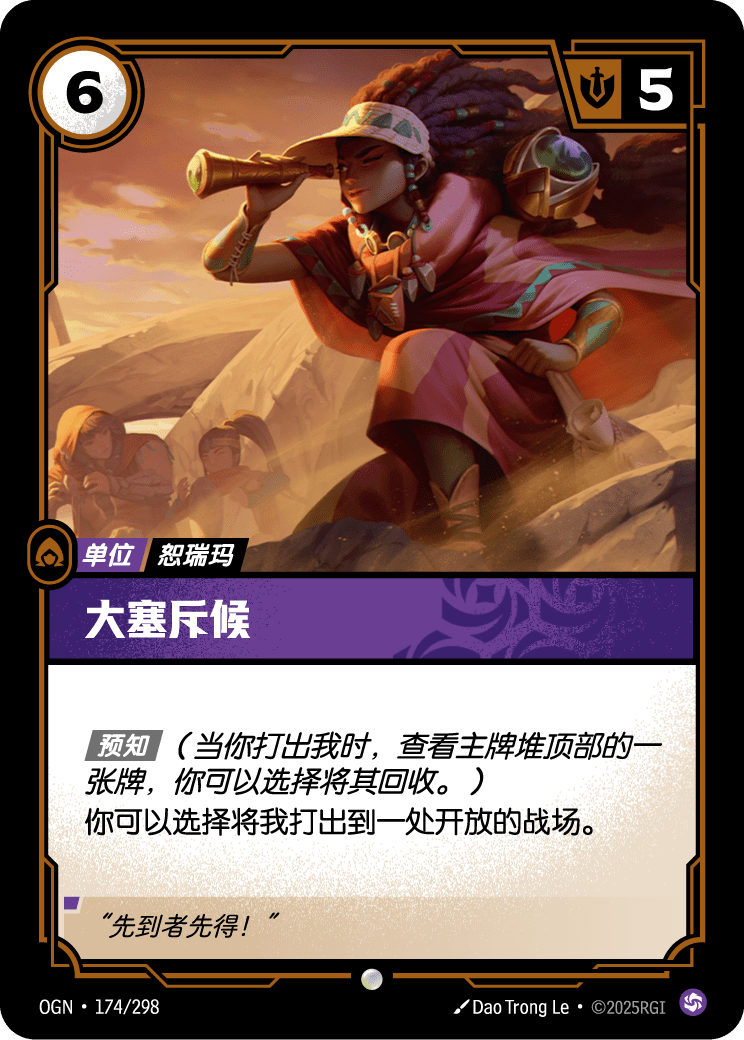 6
5
单位 恕瑞玛
大塞斥候
预知（当你打出我时，查看主牌堆顶部的一
张牌，你可以选择将其回收。）
你可以选择将我打出到一处开放的战场。
“先到者先得！”
OGN • 174/298
Dao Trong Le • ©2025RGI